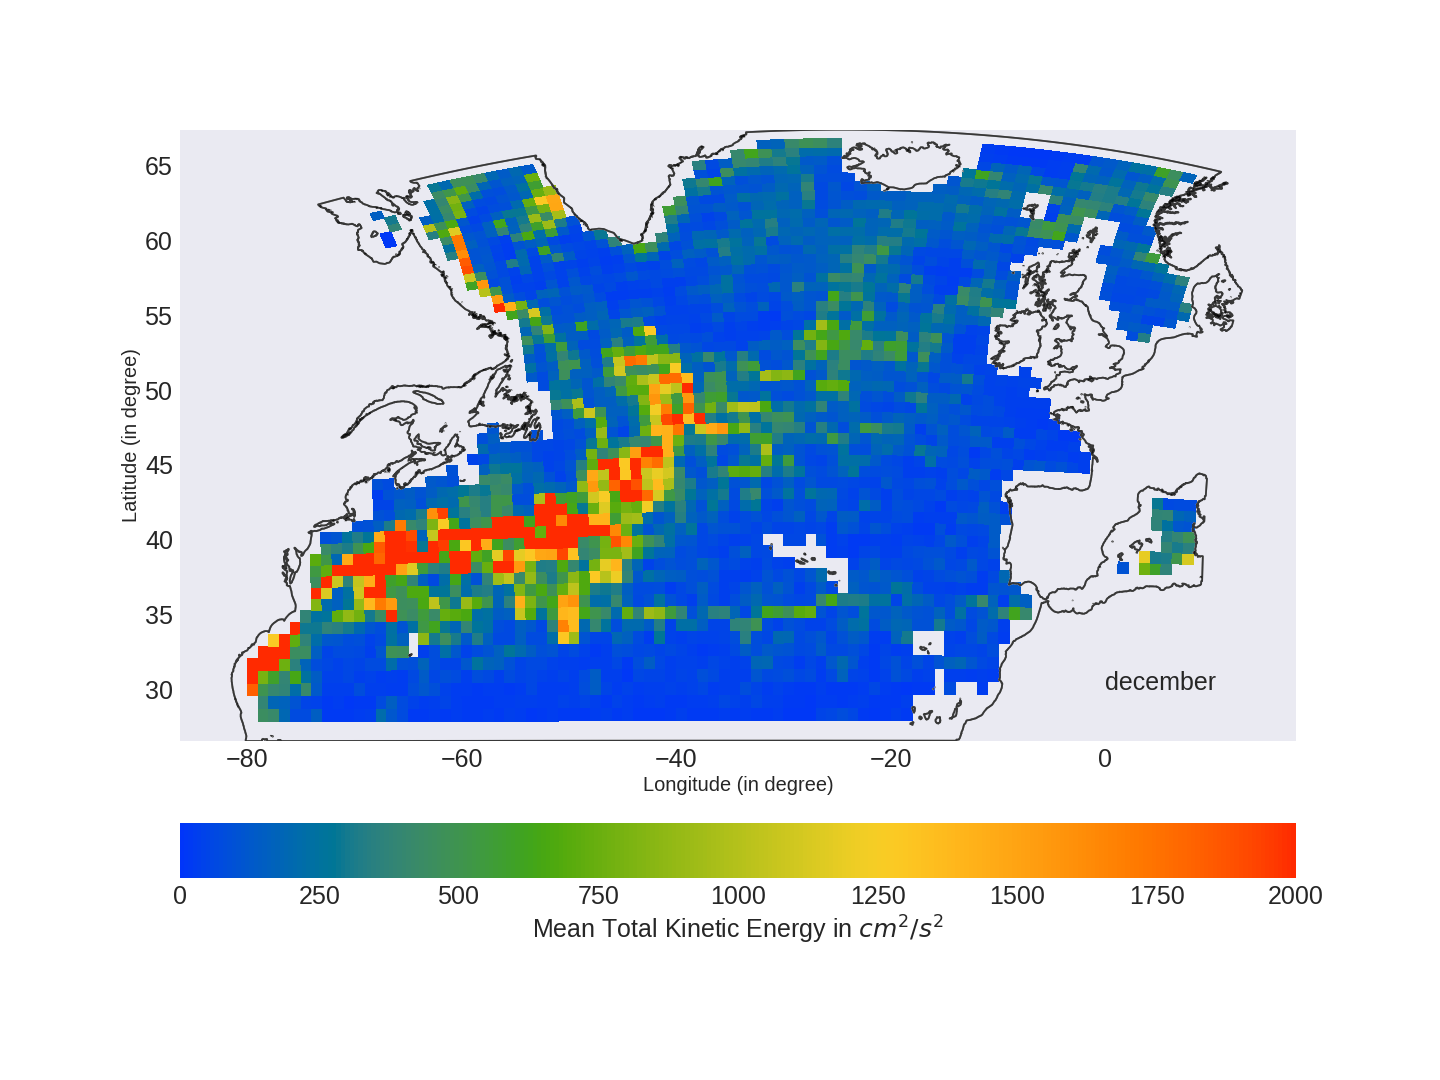 65
60
55
50
45
40
35
30
Latitude (in degree)
december
−80 −60 −40 −20 0
Longitude (in degree)
0 250 500 750 1000 1250 1500 1750 2000
Mean Total Kinetic Energy in cm²/s²